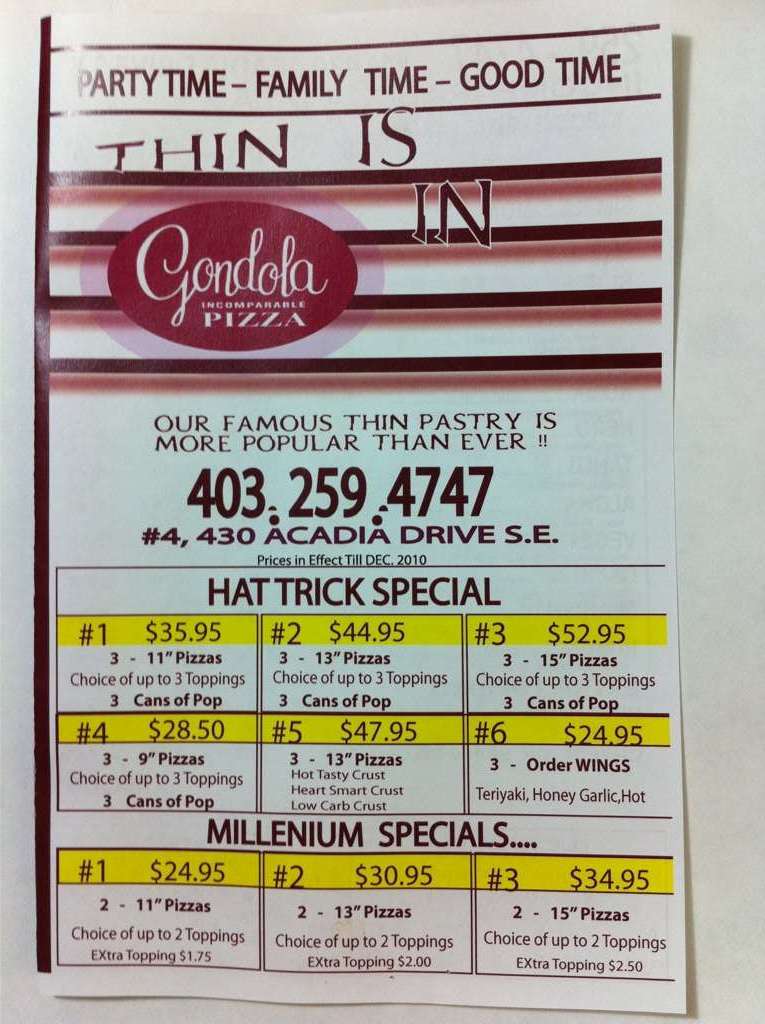 PARTY TIME – FAMILY TIME – GOOD TIME
THIN IS
IN
Gondola
INCOMPARABLE
PIZZA
OUR FAMOUS THIN PASTRY IS
MORE POPULAR THAN EVER !!
403.259.4747
#4, 430 ACADIA DRIVE S.E.
Prices in Effect Till DEC. 2010
HAT TRICK SPECIAL
#1 $35.95
3 - 11" Pizzas
Choice of up to 3 Toppings
3 Cans of Pop
#2 $44.95
3 - 13" Pizzas
Choice of up to 3 Toppings
3 Cans of Pop
#3 $52.95
3 - 15" Pizzas
Choice of up to 3 Toppings
3 Cans of Pop
#4 $28.50
3 - 9" Pizzas
Choice of up to 3 Toppings
3 Cans of Pop
#5 $47.95
3 - 13" Pizzas
Hot Tasty Crust
Heart Smart Crust
Low Carb Crust
#6 $24.95
3 - Order WINGS
Teriyaki, Honey Garlic,Hot
MILLENIUM SPECIALS....
#1 $24.95
2 - 11" Pizzas
Choice of up to 2 Toppings
EXtra Topping $1.75
#2 $30.95
2 - 13" Pizzas
Choice of up to 2 Toppings
EXtra Topping $2.00
#3 $34.95
2 - 15" Pizzas
Choice of up to 2 Toppings
EXtra Topping $2.50